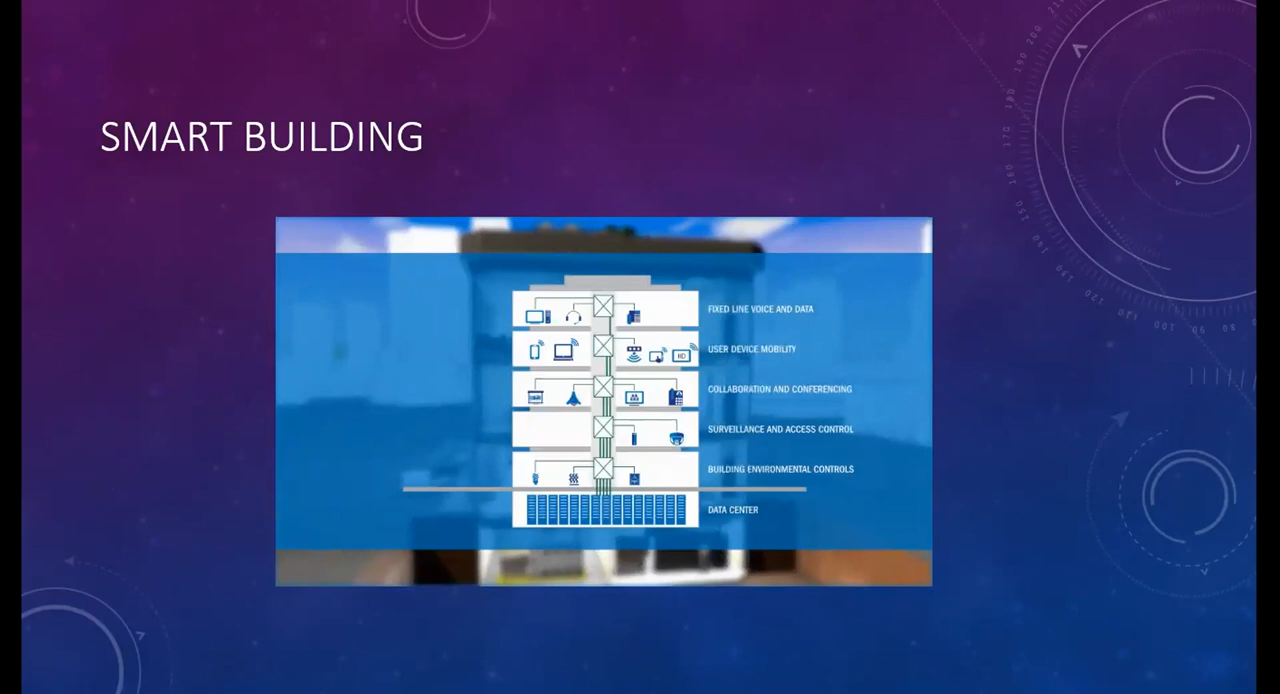 SMART BUILDING
FIXED LINE VOICE AND DATA
USER DEVICE MOBILITY
HD
COLLABORATION AND CONFERENCING
SURVEILLANCE AND ACCESS CONTROL
BUILDING ENVIRONMENTAL CONTROLS
DATA CENTER